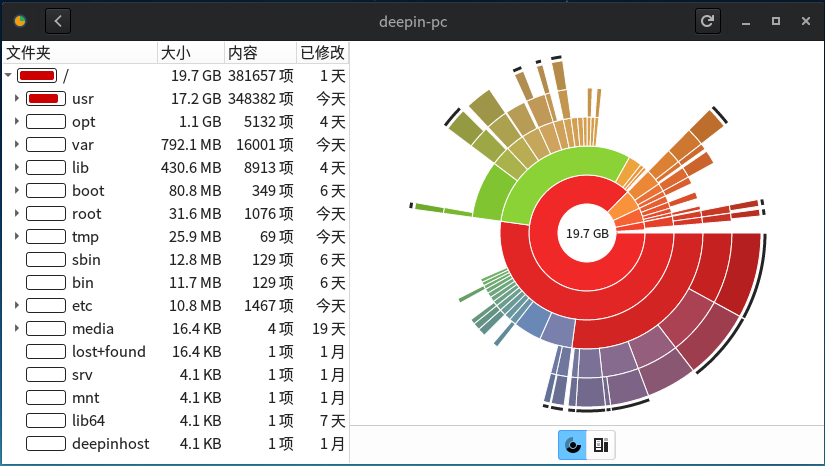 deepin-pc
文件夹 大小 内容 已修改
/ 19.7 GB 381657 项 1 天
usr 17.2 GB 348382 项 今天
opt 1.1 GB 5132 项 4 天
var 792.1 MB 16001 项 今天
lib 430.6 MB 8913 项 4 天
boot 80.8 MB 349 项 6 天
root 31.6 MB 1076 项 今天
tmp 25.9 MB 69 项 今天
sbin 12.8 MB 129 项 6 天
bin 11.7 MB 129 项 6 天
etc 10.8 MB 1467 项 今天
media 16.4 KB 4 项 19 天
lost+found 16.4 KB 1 项 1 月
srv 4.1 KB 1 项 1 月
mnt 4.1 KB 1 项 1 月
lib64 4.1 KB 1 项 7 天
deepinhost 4.1 KB 1 项 1 月
19.7 GB